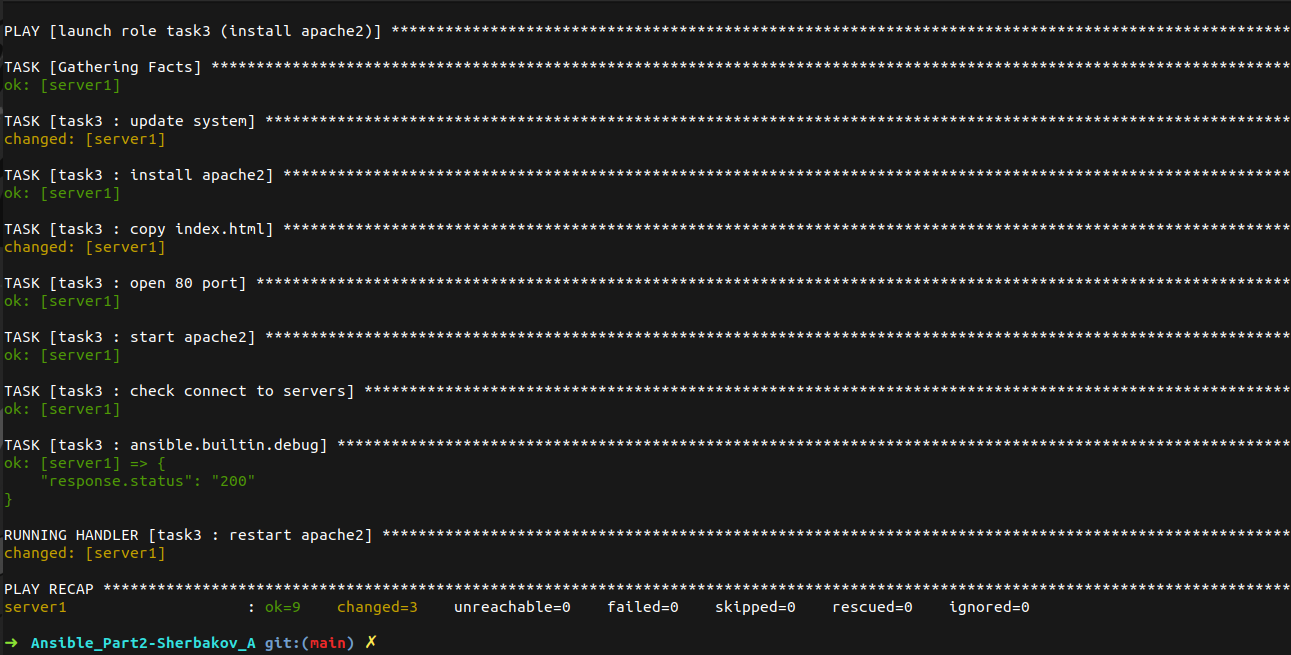 PLAY [launch role task3 (install apache2)] ****************************************************************************************************
TASK [Gathering Facts] ************************************************************************************************************************
ok: [server1]
TASK [task3 : update system] ******************************************************************************************************************
changed: [server1]
TASK [task3 : install apache2] ****************************************************************************************************************
ok: [server1]
TASK [task3 : copy index.html] ****************************************************************************************************************
changed: [server1]
TASK [task3 : open 80 port] *******************************************************************************************************************
ok: [server1]
TASK [task3 : start apache2] ******************************************************************************************************************
ok: [server1]
TASK [task3 : check connect to servers] *******************************************************************************************************
ok: [server1]
TASK [task3 : ansible.builtin.debug] **********************************************************************************************************
ok: [server1] => {
    "response.status": "200"
}
RUNNING HANDLER [task3 : restart apache2] *****************************************************************************************************
changed: [server1]
PLAY RECAP ************************************************************************************************************************************
server1                    : ok=9    changed=3    unreachable=0    failed=0    skipped=0    rescued=0    ignored=0
➜  Ansible_Part2-Sherbakov_A git:(main) ✗